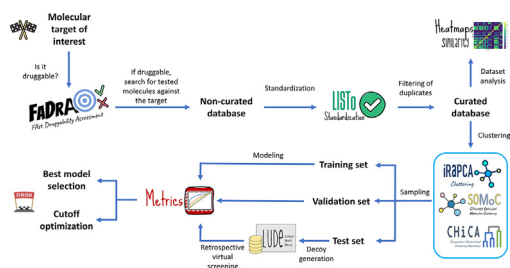 Molecular
target of
interest
Is it
druggable?
FaDRA
FAst Druggability Assessment
If druggable,
search for tested
molecules against
the target
Non-curated
database
Standardization
LISTo
Standardization
Filtering of
duplicates
Curated
database
Heatmaps
similarity
Dataset
analysis
Clustering
iRAPCA
Clustering
SOMoC
CHiCA
Sampling
Training set
Validation set
Test set
Decoy
generation
LUDe
Retrospective
virtual
screening
Modeling
Metrics
Best model
selection
Cutoff
optimization
FINISH